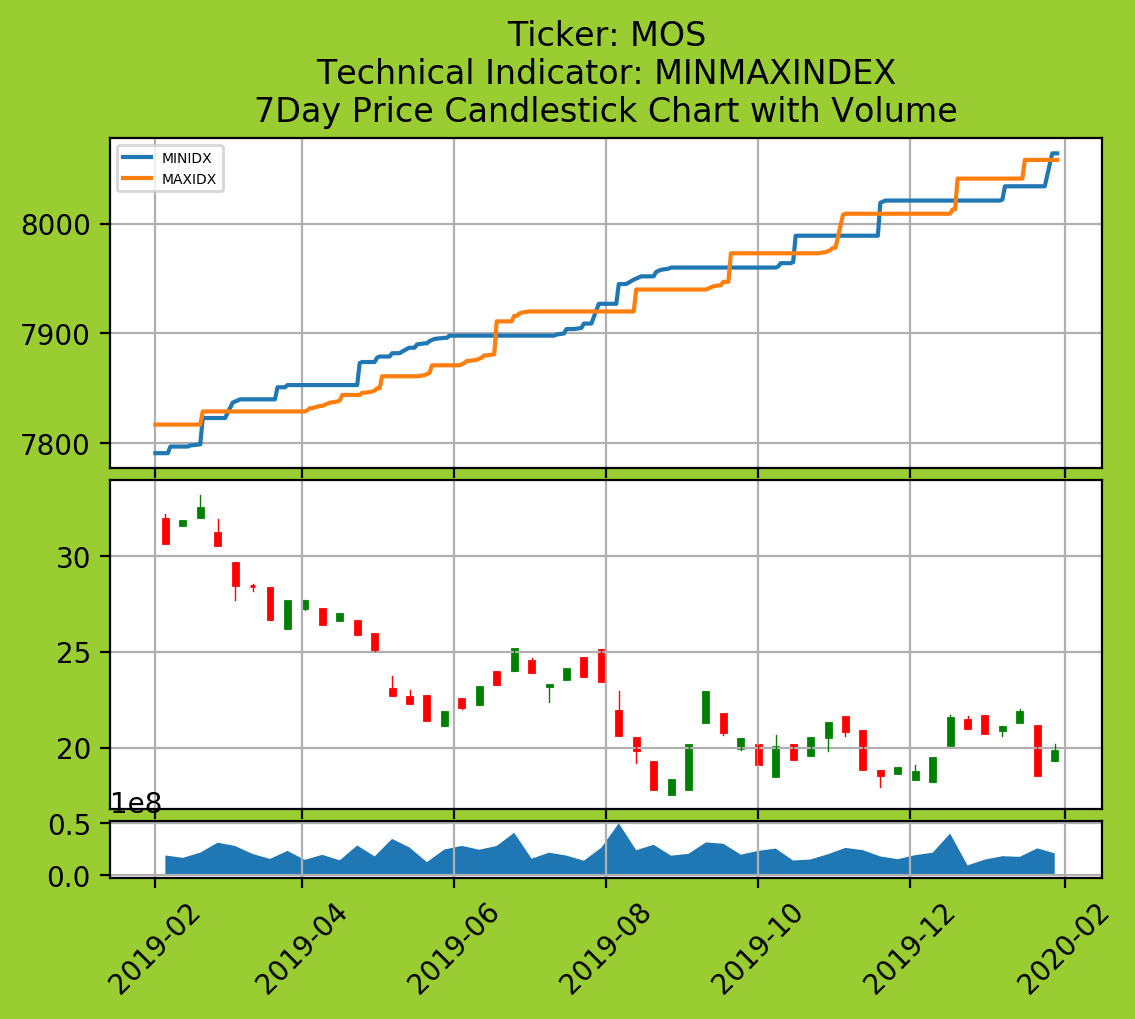 Ticker: MOS
Technical Indicator: MINMAXINDEX
7Day Price Candlestick Chart with Volume
MINIDX
MAXIDX
8000
7900
7800
30
25
20
1e8
0.5
0.0
2019-02
2019-04
2019-06
2019-08
2019-10
2019-12
2020-02